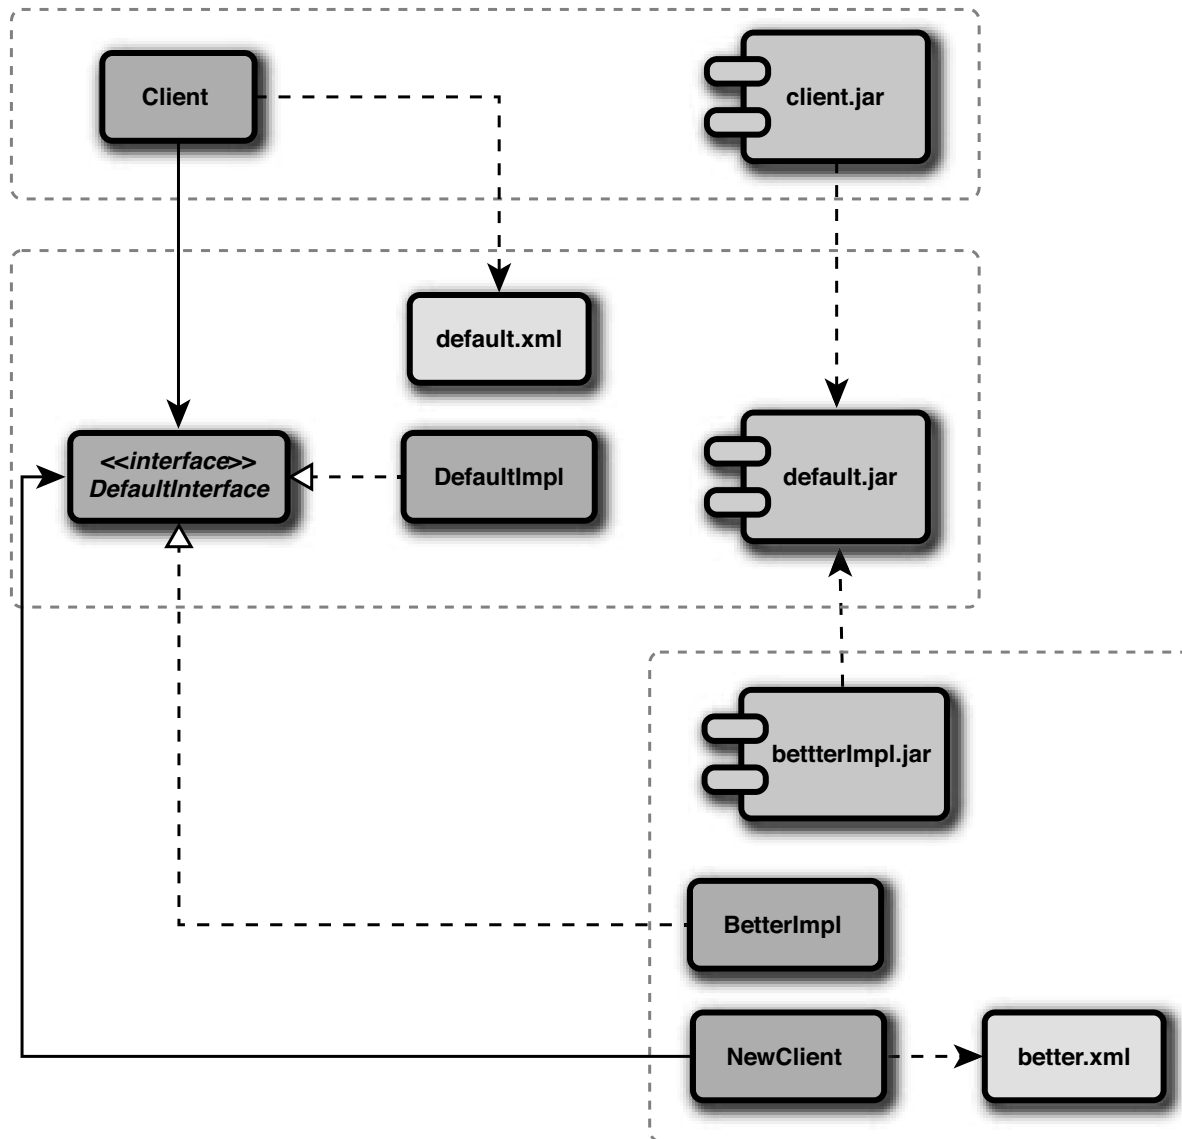 Client
client.jar
default.xml
<<interface>>
DefaultInterface
DefaultImpl
default.jar
bettterImpl.jar
BetterImpl
NewClient
better.xml